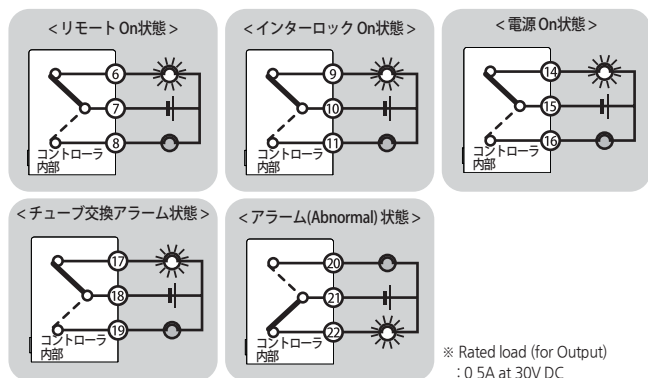 < リモート On状態 >
6
7
8
コントローラ
内部
< インターロック On状態 >
9
10
11
コントローラ
内部
< 電源 On状態 >
14
15
16
コントローラ
内部
< チューブ交換アラーム状態 >
17
18
19
コントローラ
内部
< アラーム(Abnormal) 状態 >
20
21
22
コントローラ
内部
※ Rated load (for Output)
: 0 5A at 30V DC